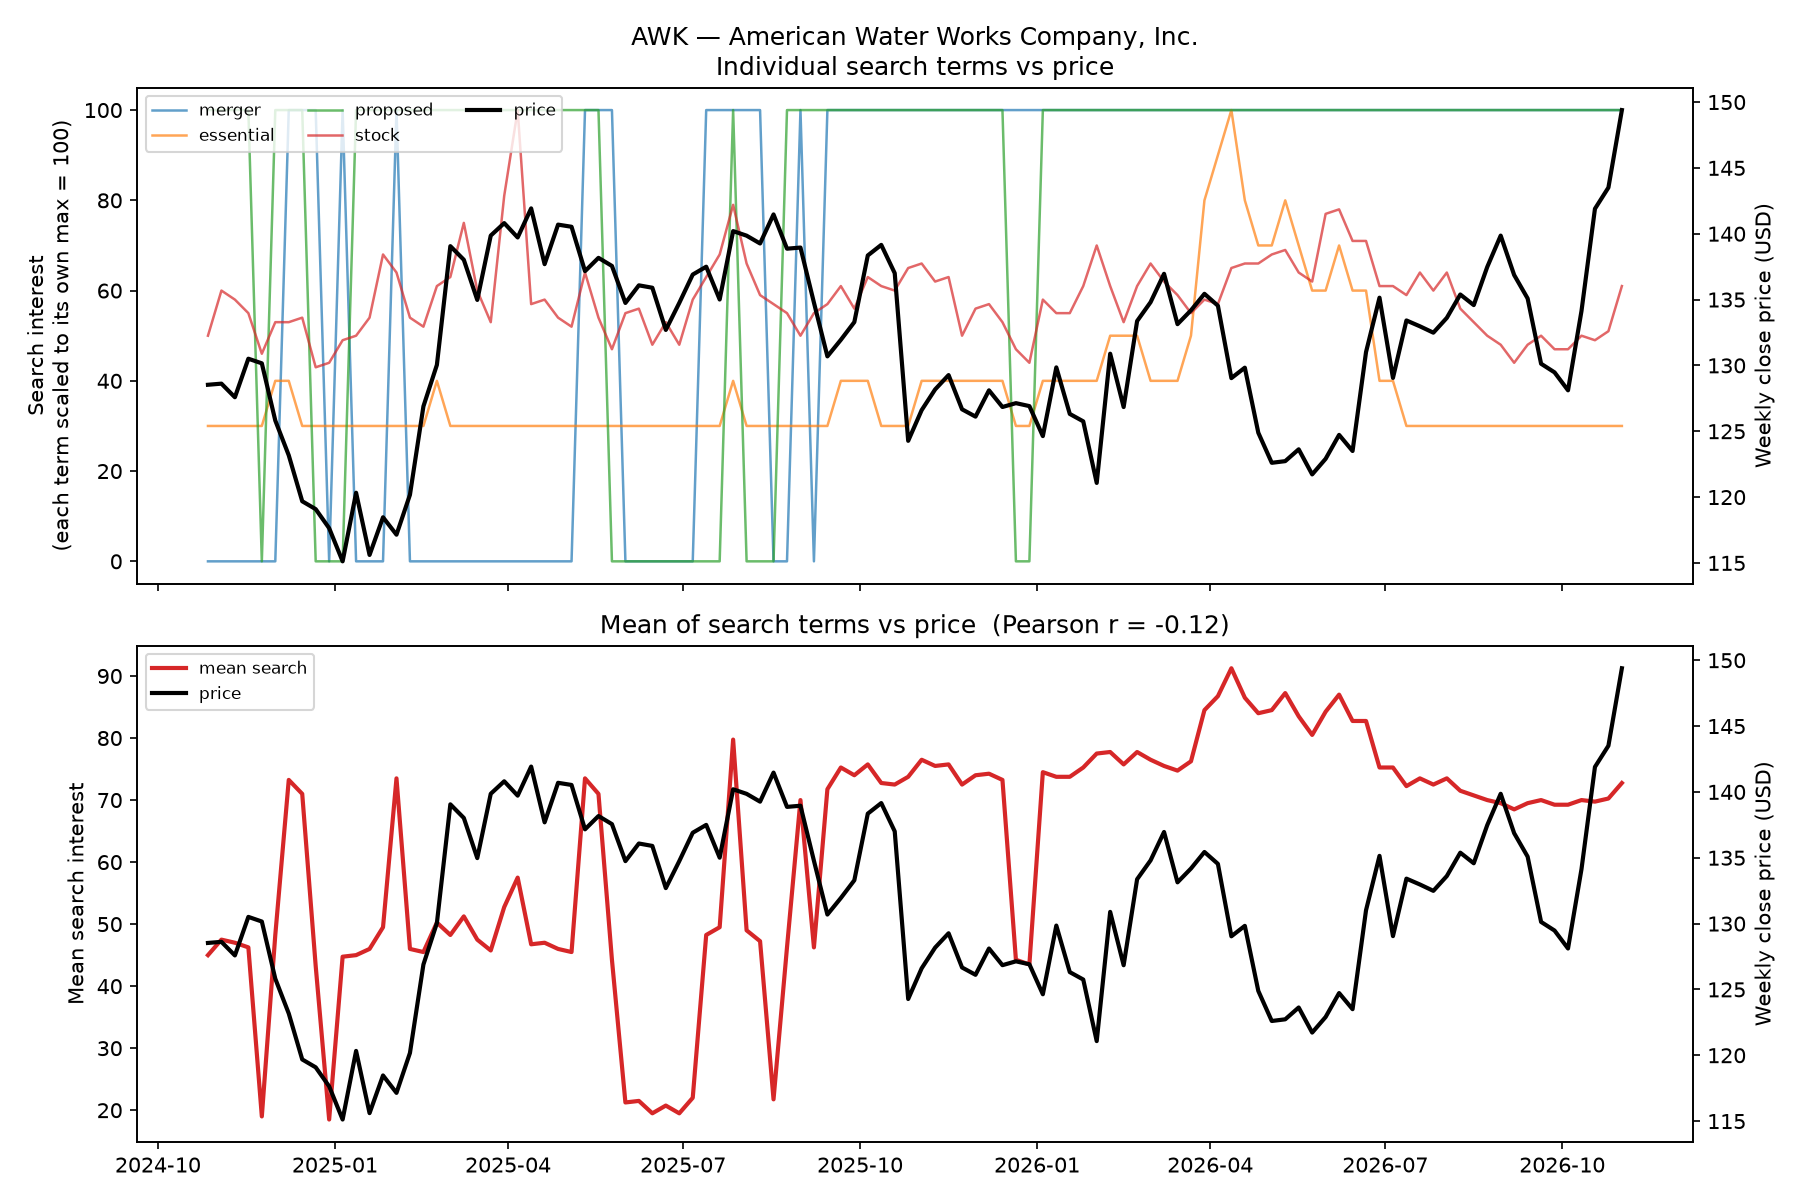 AWK — American Water Works Company, Inc.
Individual search terms vs price
merger
essential
proposed
stock
price
Search interest
(each term scaled to its own max = 100)
100
80
60
40
20
0
150
145
140
135
130
125
120
115
Weekly close price (USD)
Mean of search terms vs price  (Pearson r = -0.12)
mean search
price
Mean search interest
90
80
70
60
50
40
30
20
150
145
140
135
130
125
120
115
Weekly close price (USD)
2024-10
2025-01
2025-04
2025-07
2025-10
2026-01
2026-04
2026-07
2026-10